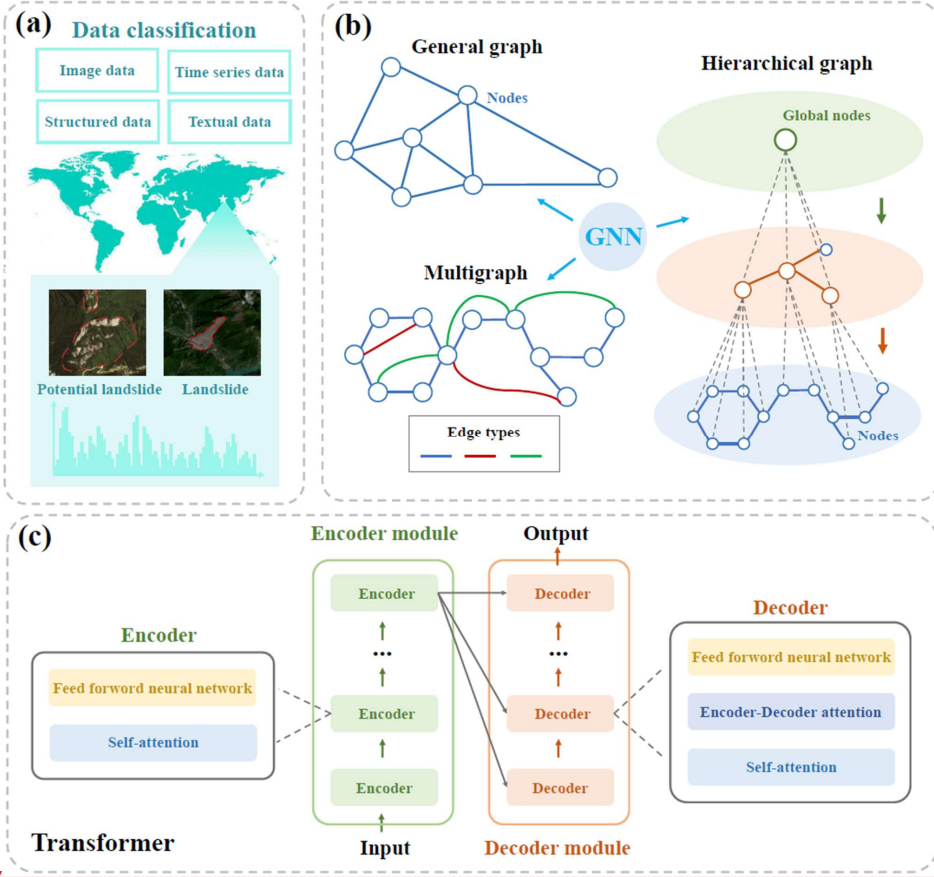 (a)
Data classification
Image data
Time series data
Structured data
Textual data
Potential landslide
Landslide
(b)
General graph
Nodes
Hierarchical graph
Global nodes
GNN
Multigraph
Edge types
Nodes
(c)
Encoder module
Output
Encoder
Decoder
Encoder
Decoder
...
...
Feed forword neural network
Self-attention
Encoder
Decoder
Feed forword neural network
Encoder-Decoder attention
Self-attention
Encoder
Decoder
Transformer
Input
Decoder module